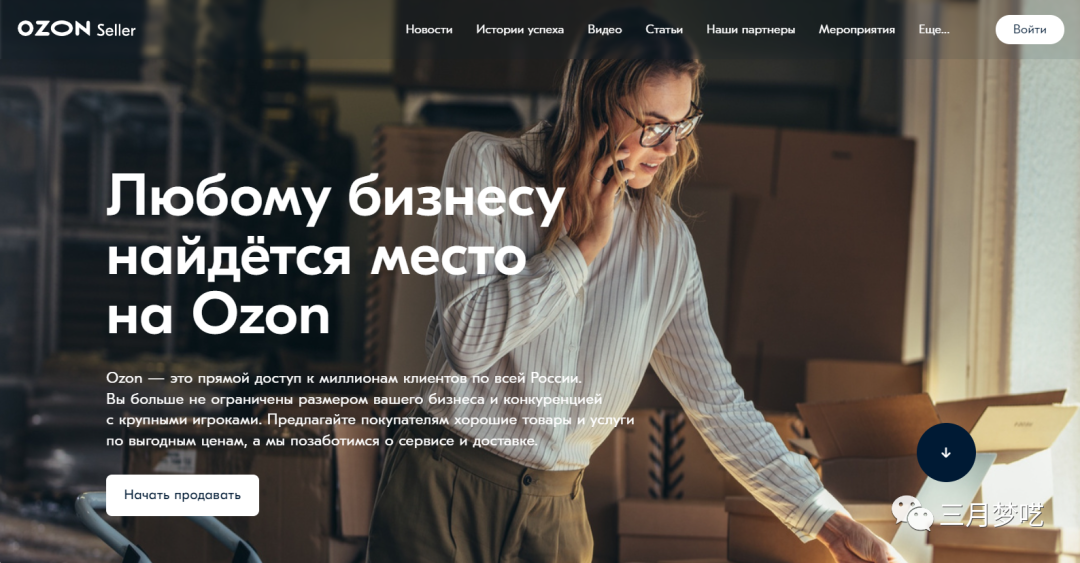 OZON Seller
Новости Истории успеха Видео Статьи Наши партнеры Мероприятия Еще... Войти
Любому бизнесу
найдётся место
на Ozon
Ozon — это прямой доступ к миллионам клиентов по всей России.
Вы больше не ограничены размером вашего бизнеса и конкуренцией
с крупными игроками. Предлагайте покупателям хорошие товары и услуги
по выгодным ценам, а мы позаботимся о сервисе и доставке.
Начать продавать
三月梦呓